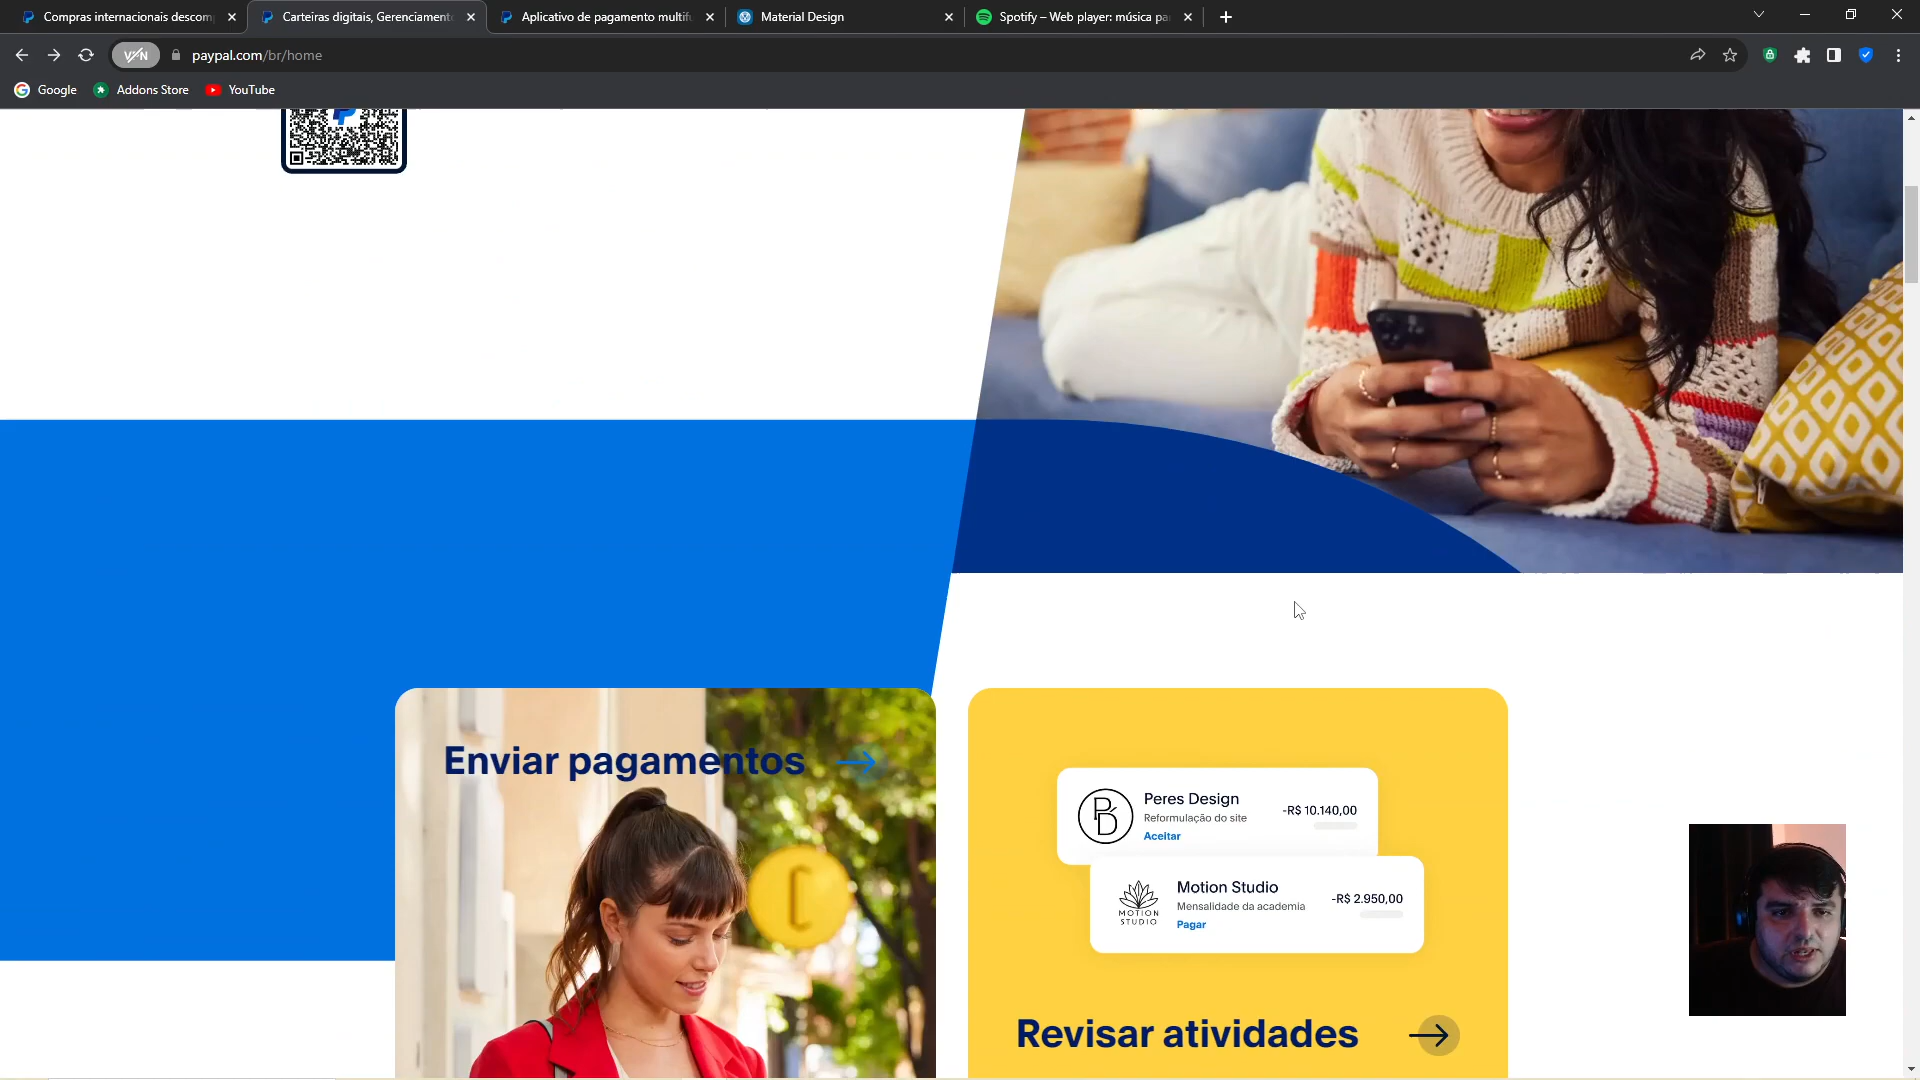 Compras internacionais descom
Carteiras digitais, Gerenciament
Aplicativo de pagamento multifu
Material Design
Spotify – Web player: música pa
VPN
paypal.com/br/home
Google
Addons Store
YouTube
Enviar pagamentos
Peres Design
Reformulação do site
Aceitar
-R$ 10.140,00
Motion Studio
Mensalidade da academia
Pagar
-R$ 2.950,00
MOTION
STUDIO
Revisar atividades